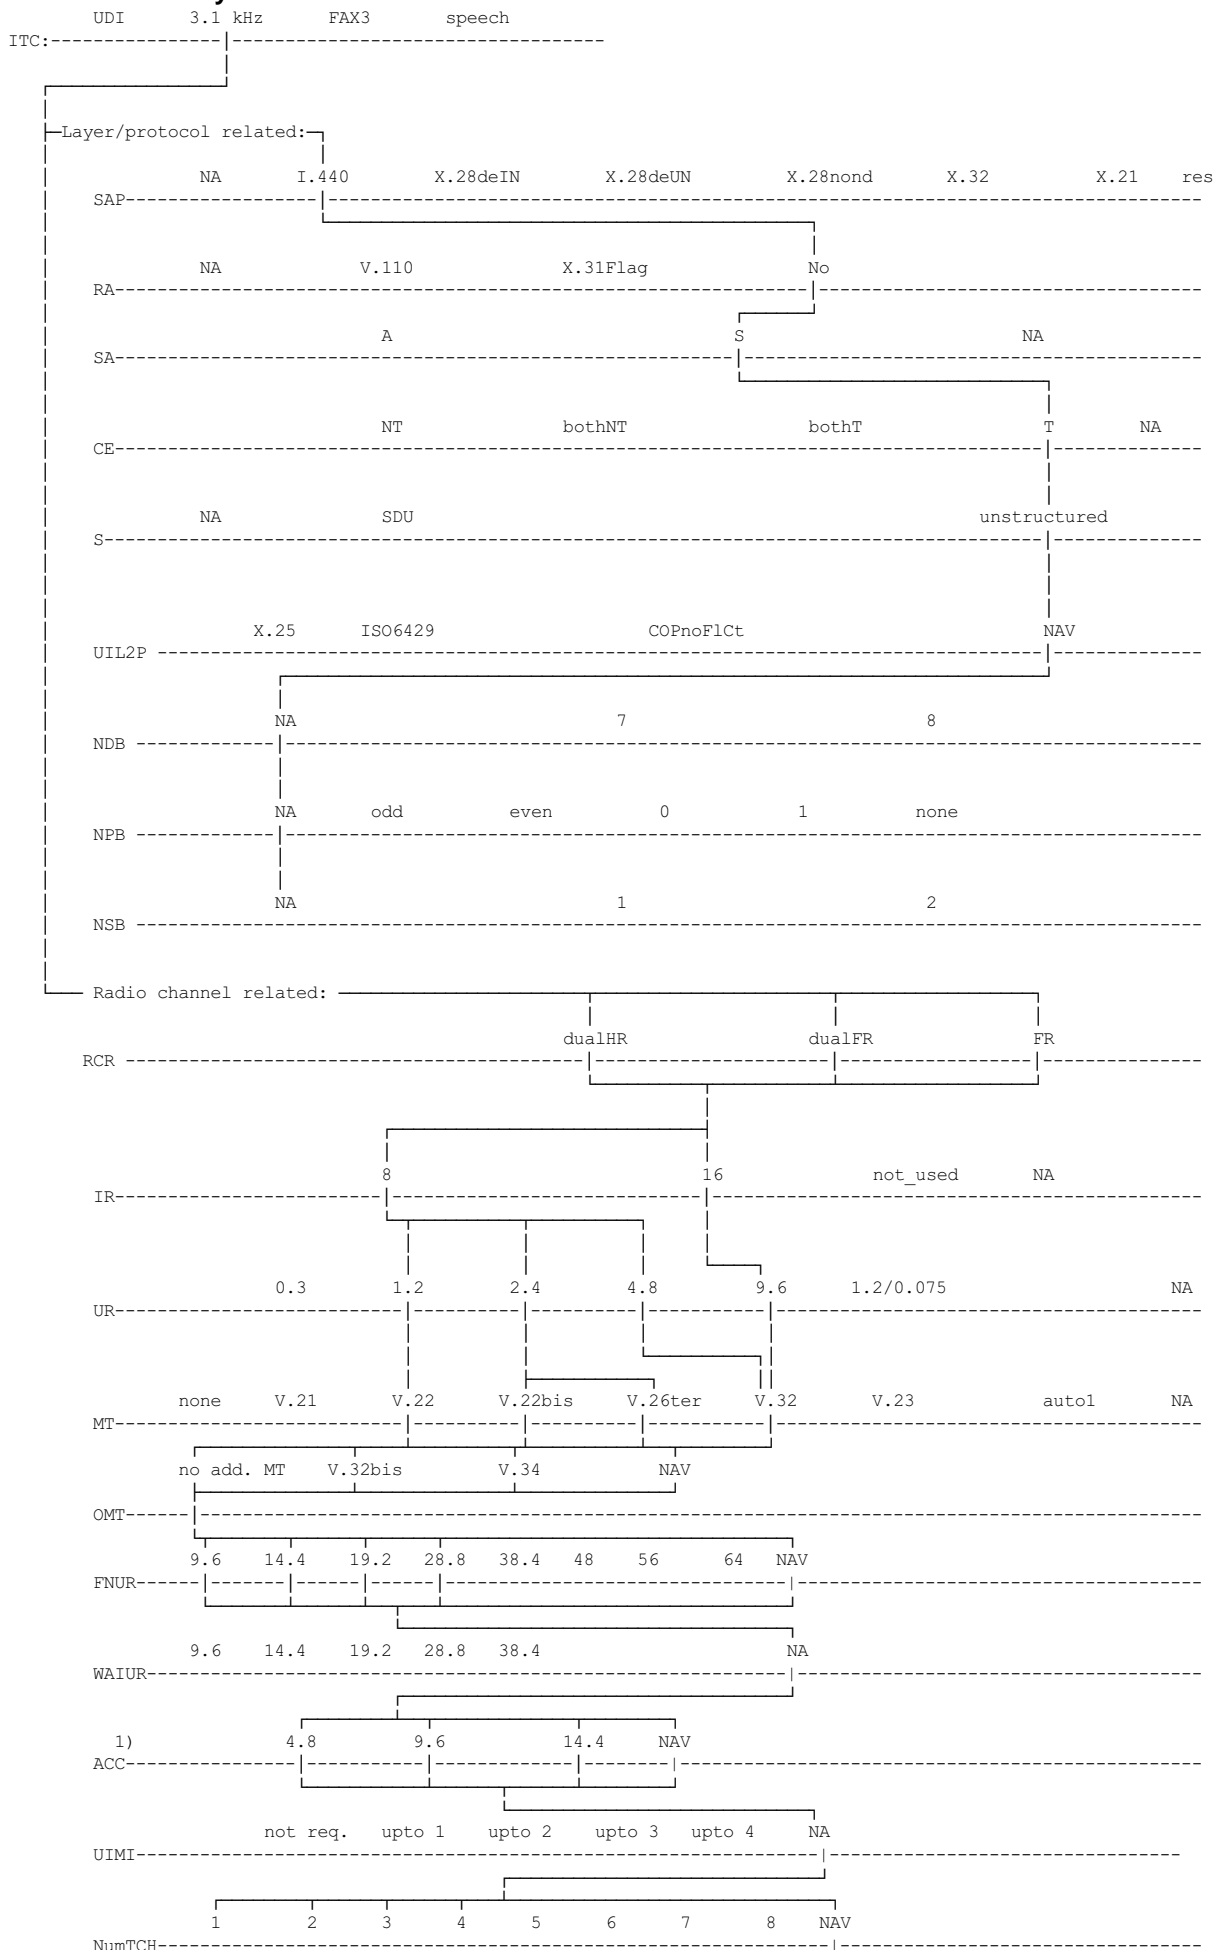 UDI 3.1 kHz FAX3 speech
ITC:
Layer/protocol related:
NA I.440 X.28deIN X.28deUN X.28nond X.32 X.21 res
SAP
NA V.110 X.31Flag No
RA
A S NA
SA
NT bothNT bothT T NA
CE
NA SDU unstructured
S
X.25 ISO6429 COPnoFlCt NAV
UIL2P
NA 7 8
NDB
NA odd even 0 1 none
NPB
NA 1 2
NSB
Radio channel related:
dualHR dualFR FR
RCR
8 16 not_used NA
IR
0.3 1.2 2.4 4.8 9.6 1.2/0.075 NA
UR
none V.21 V.22 V.22bis V.26ter V.32 V.23 auto1 NA
MT
no add. MT V.32bis V.34 NAV
OMT
9.6 14.4 19.2 28.8 38.4 48 56 64 NAV
FNUR
9.6 14.4 19.2 28.8 38.4 NA
WAIUR
1) 4.8 9.6 14.4 NAV
ACC
not req. upto 1 upto 2 upto 3 upto 4 NA
UIMI
1 2 3 4 5 6 7 8 NAV
NumTCH